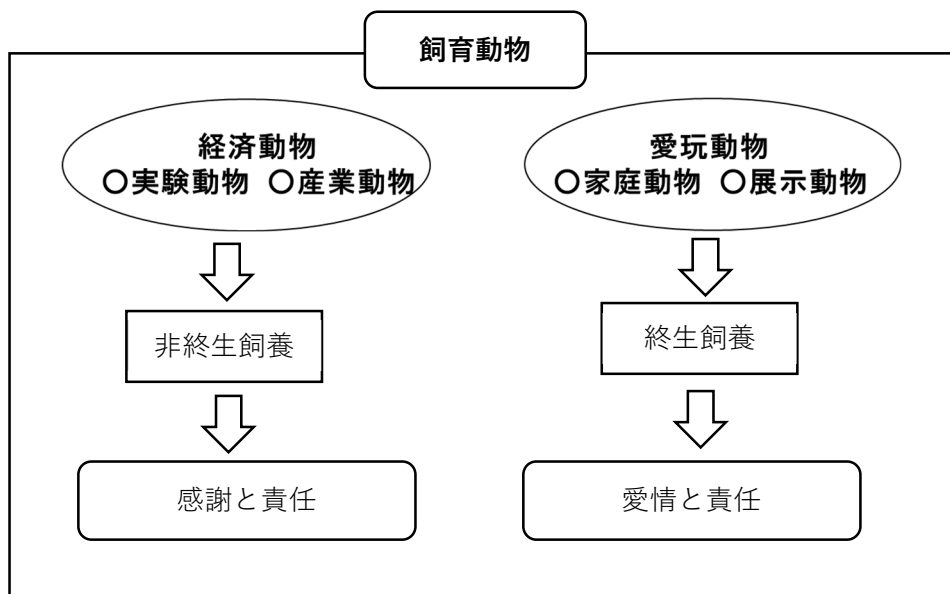 飼育動物
経済動物
○実験動物 ○産業動物
愛玩動物
○家庭動物 ○展示動物
非終生飼養
終生飼養
感謝と責任
愛情と責任